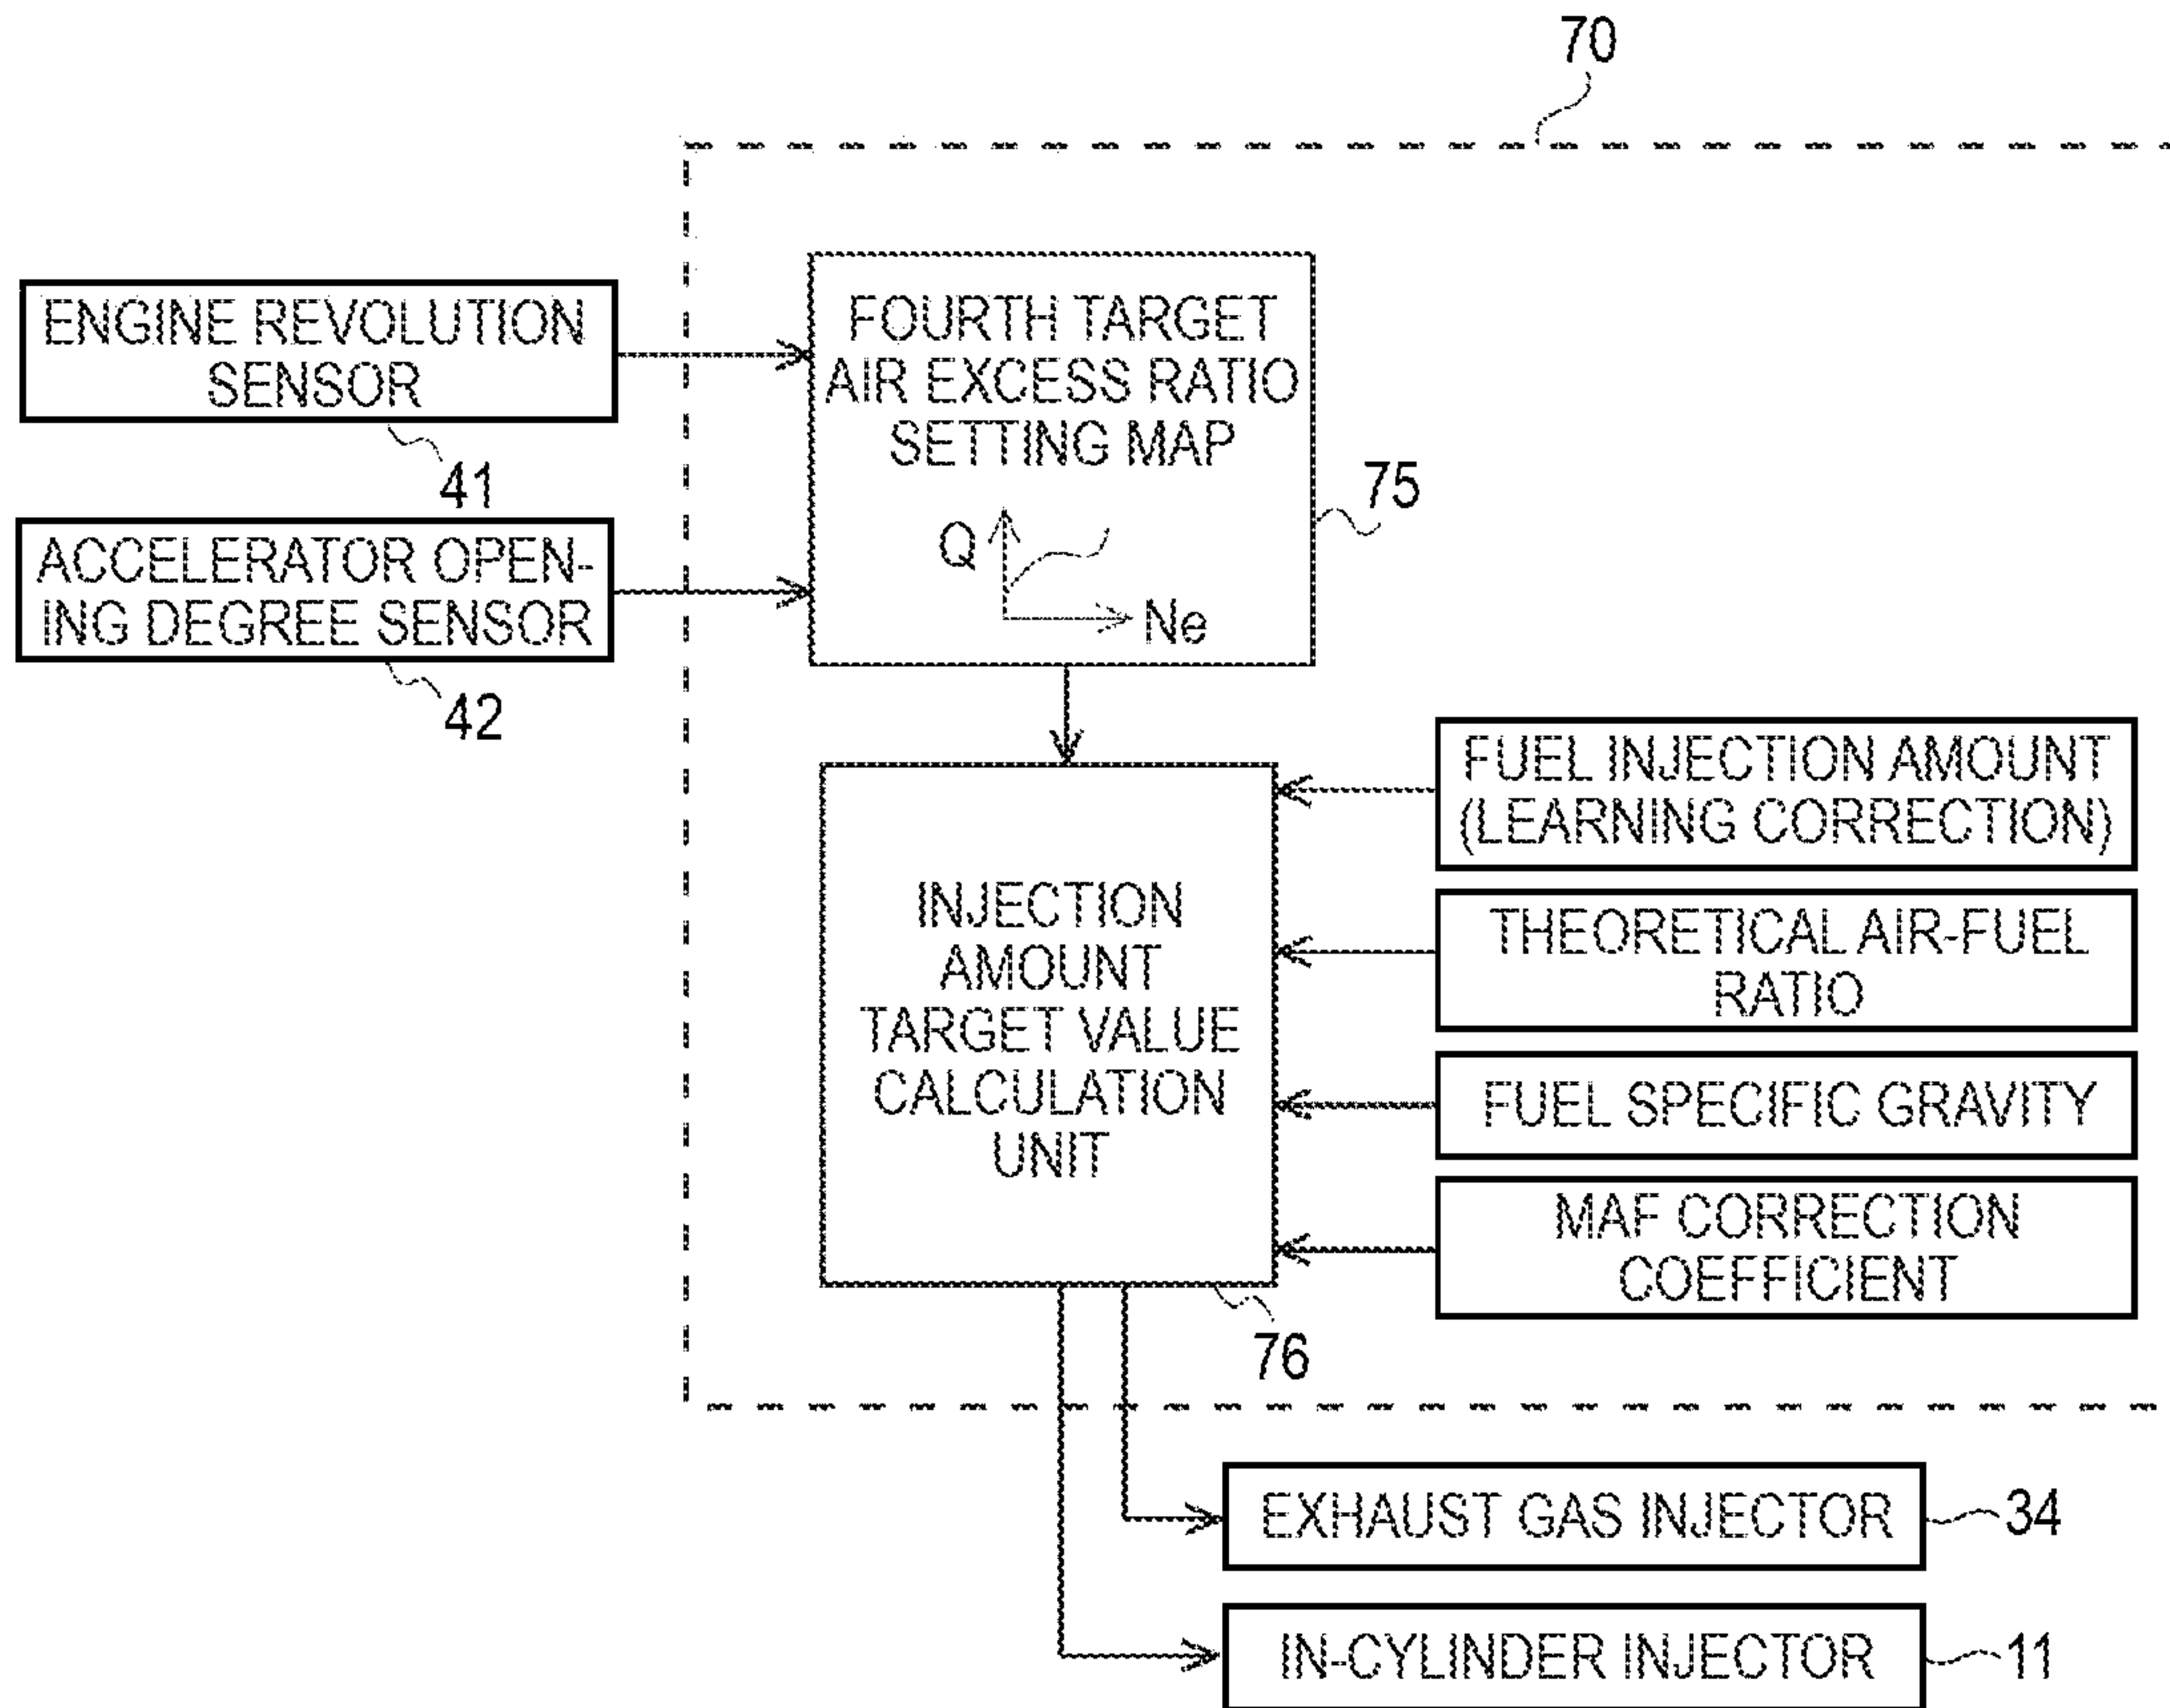 70
ENGINE REVOLUTION
SENSOR
41
ACCELERATOR OPEN-
ING DEGREE SENSOR
42
FOURTH TARGET
AIR EXCESS RATIO
SETTING MAP
Q
Ne
75
INJECTION
AMOUNT
TARGET VALUE
CALCULATION
UNIT
76
FUEL INJECTION AMOUNT
(LEARNING CORRECTION)
THEORETICAL AIR-FUEL
RATIO
FUEL SPECIFIC GRAVITY
MAF CORRECTION
COEFFICIENT
EXHAUST GAS INJECTOR
34
IN-CYLINDER INJECTOR
11